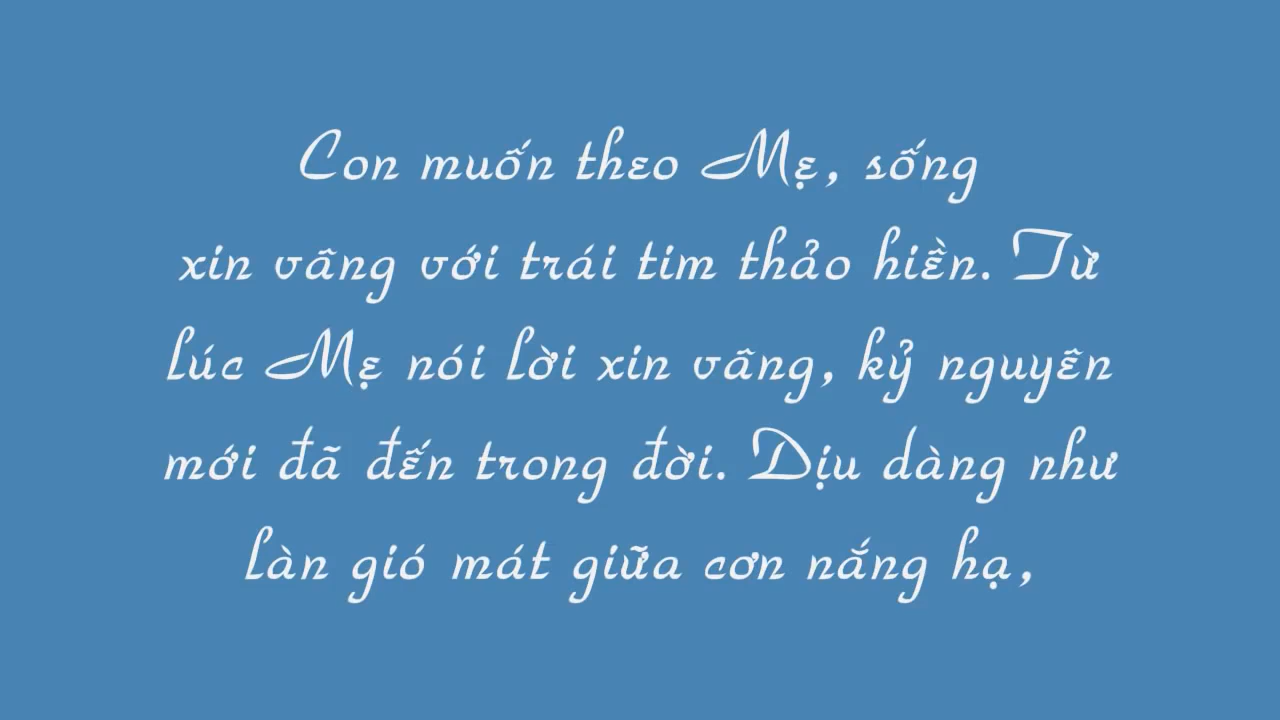 Con muốn theo Mẹ, sống
xin vâng với trái tim thảo hiền. Từ
lúc Mẹ nói lời xin vâng, kỷ nguyên
mới đã đến trong đời. Dịu dàng như
làn gió mát giữa cơn nắng hạ,